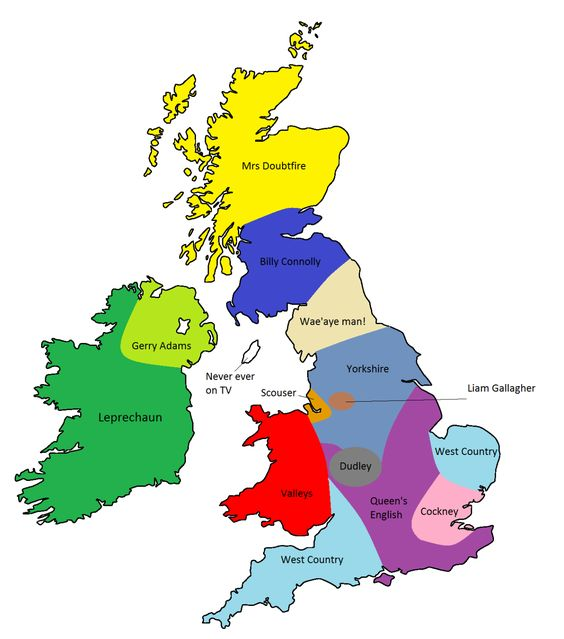 Mrs Doubtfire
Billy Connolly
Wae'aye man!
Gerry Adams
Yorkshire
Never ever
on TV
Scouser
Liam Gallagher
Leprechaun
West Country
Dudley
Valleys
Queen's
English
Cockney
West Country